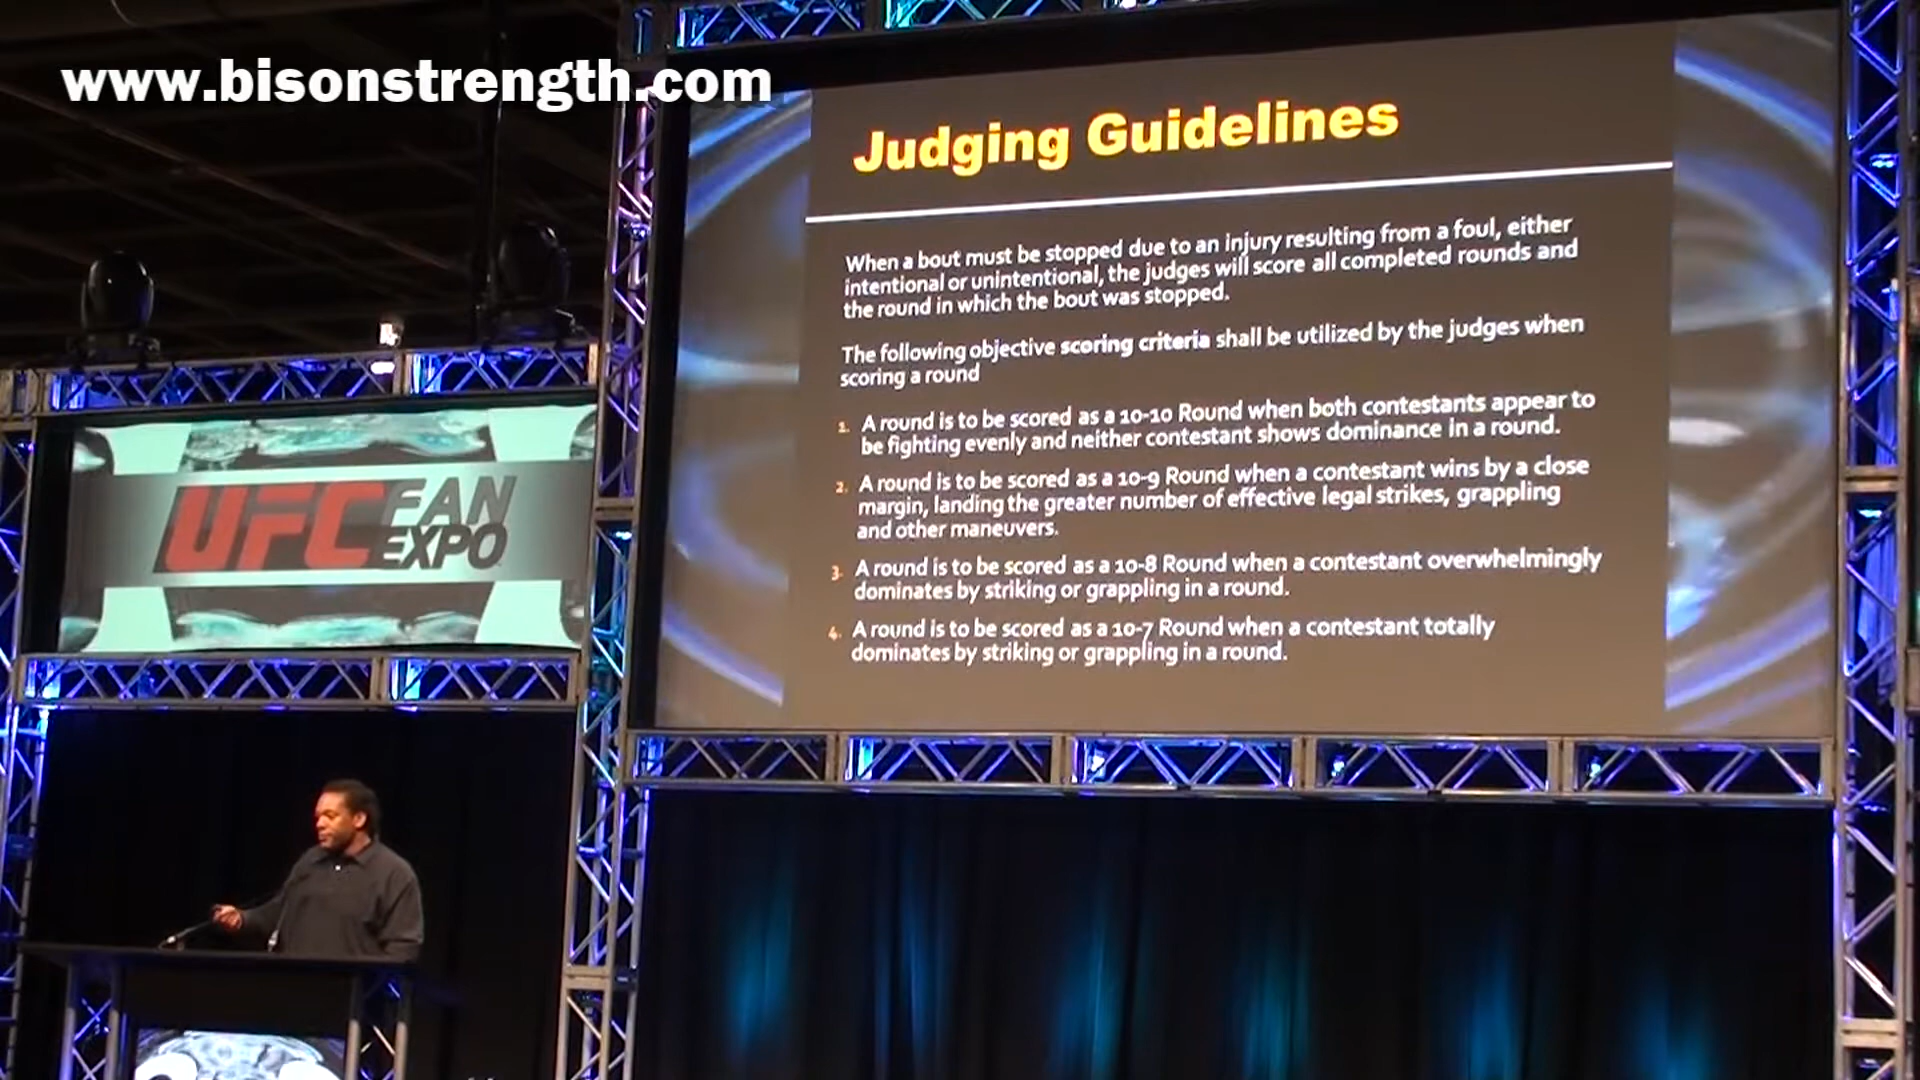 www.bisonstrength.com
Judging Guidelines
When a bout must be stopped due to an injury resulting from a foul, either
intentional or unintentional, the judges will score all completed rounds and
the round in which the bout was stopped.
The following objective scoring criteria shall be utilized by the judges when
scoring a round
1. A round is to be scored as a 10-10 Round when both contestants appear to
be fighting evenly and neither contestant shows dominance in a round.
2. A round is to be scored as a 10-9 Round when a contestant wins by a close
margin, landing the greater number of effective legal strikes, grappling
and other maneuvers.
3. A round is to be scored as a 10-8 Round when a contestant overwhelmingly
dominates by striking or grappling in a round.
4. A round is to be scored as a 10-7 Round when a contestant totally
dominates by striking or grappling in a round.
UFC FAN
EXPO